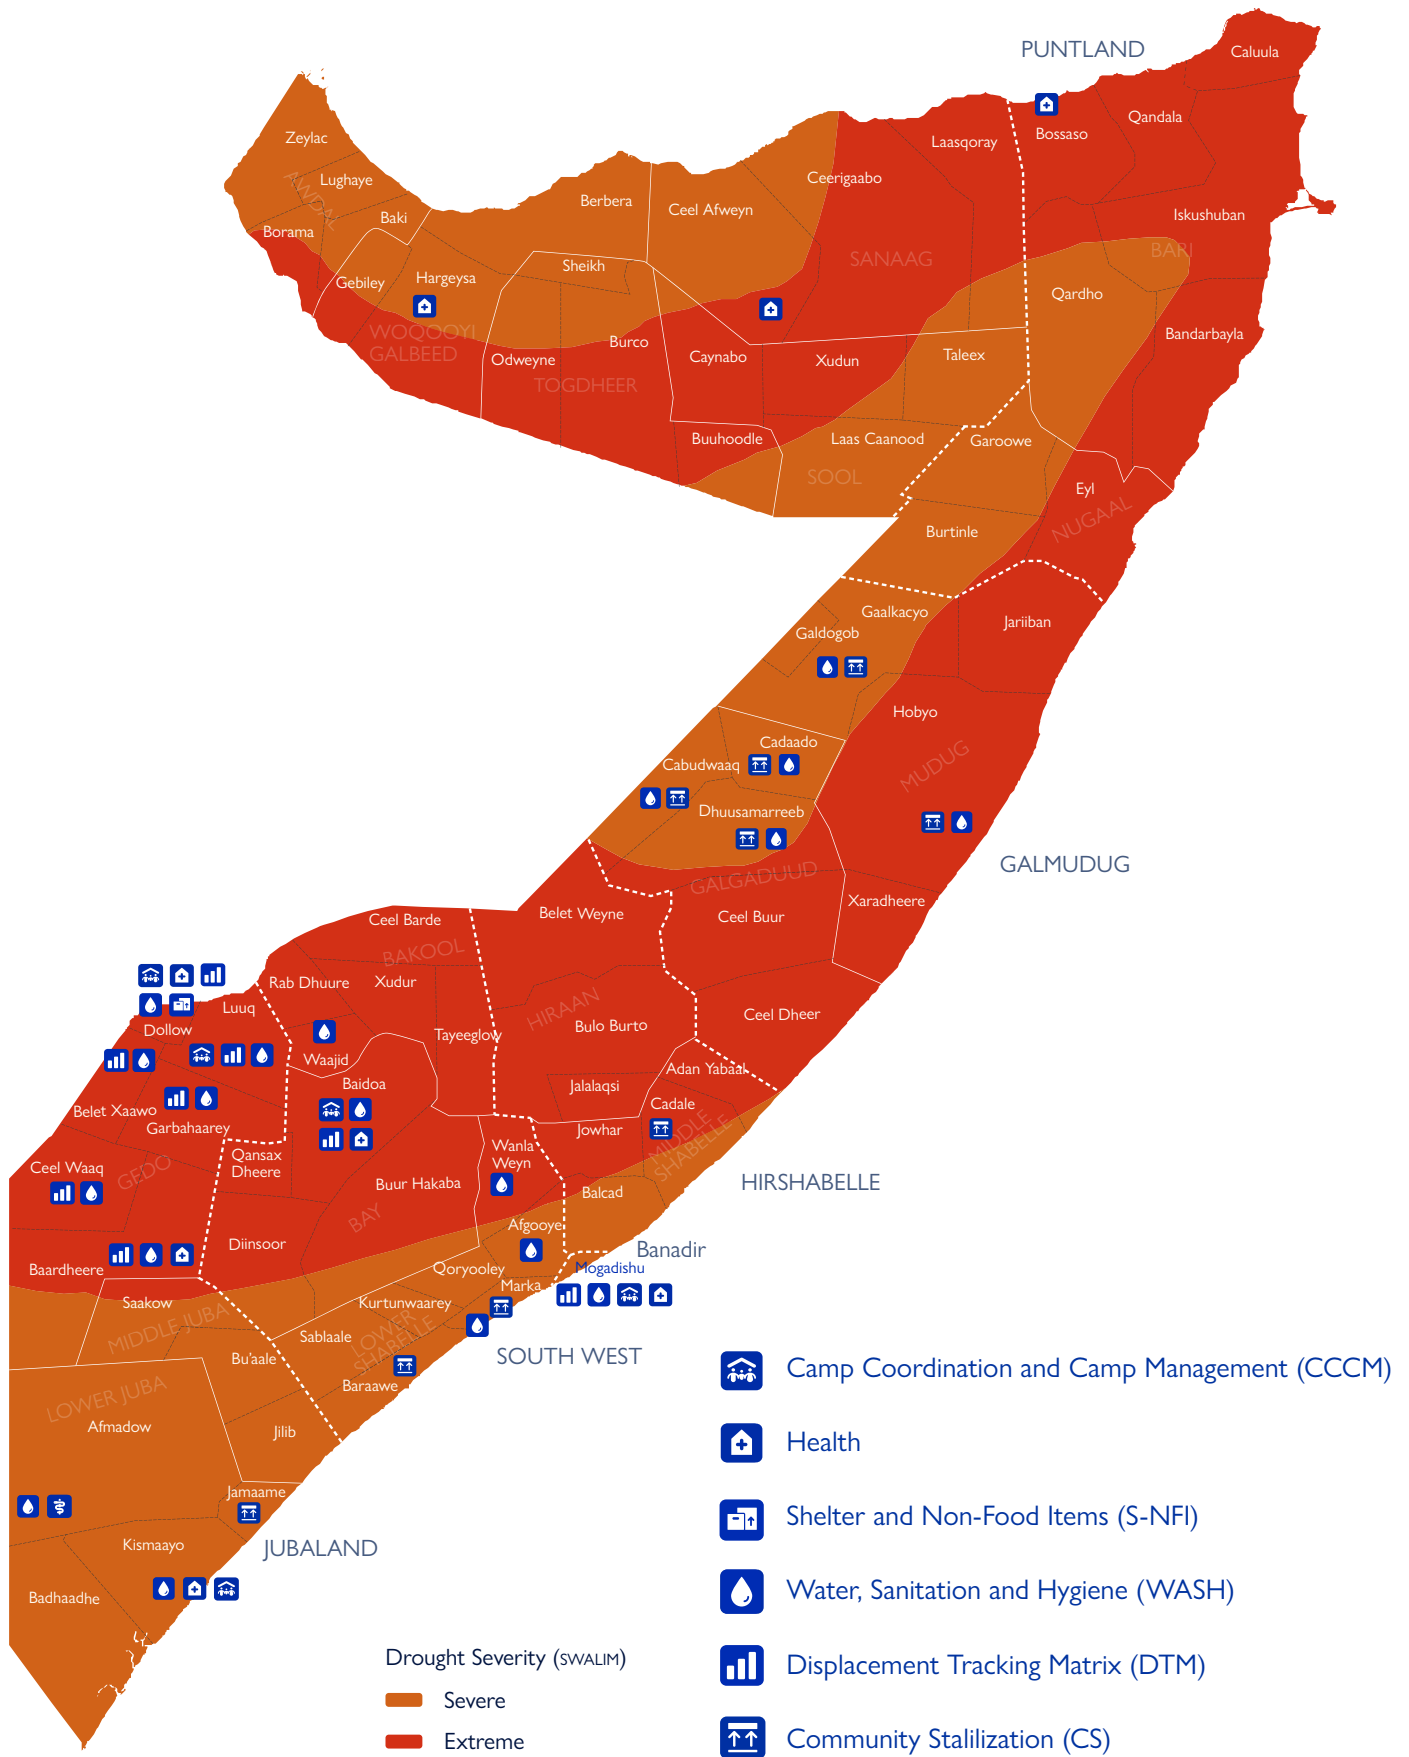 PUNTLAND
Caluula
Qandala
Bossaso
Zeylac
Laasqoray
Lughaye
Ceerigaabo
AWDAL
Berbera
Ceel Afweyn
Baki
Iskushuban
Borama
BARI
SANAAG
Sheikh
Hargeysa
Gebiley
Qardho
WOQOOYI
GALBEED
Bandarbayla
Burco
Odweyne
Caynabo
Xudun
Taleex
TOGDHEER
Buuhoodle
Laas Caanood
Garoowe
SOOL
Eyl
NUGAAL
Burtinle
Gaalkacyo
Jariiban
Galdogob
Hobyo
Cadaado
Cabudwaaq
MUDUG
Dhuusamarreeb
GALMUDUG
GALGADUUD
Xaradheere
Belet Weyne
Ceel Buur
Ceel Barde
BAKOOL
Rab Dhuure
Xudur
Luuq
HIRAAN
Ceel Dheer
Dollow
Bulo Burto
Tayeeglow
Waajid
Adan Yabaal
Baidoa
Jalalaqsi
Belet Xaawo
Cadale
Garbahaarey
Jowhar
MIDDLE
SHABELLE
Wanla
Weyn
Ceel Waaq
Qansax
Dheere
GEDO
Buur Hakaba
HIRSHABELLE
Balcad
BAY
Afgooye
Diinsoor
Banadir
Baardheere
Qoryooley
Mogadishu
Marka
Saakow
Kurtunwaarey
MIDDLE JUBA
LOWER
SHABELLE
Sablaale
SOUTH WEST
Bu'aale
Baraawe
LOWER JUBA
Afmadow
Jilib
Jamaame
Kismaayo
JUBALAND
Badhaadhe
Camp Coordination and Camp Management (CCCM)
Health
Shelter and Non-Food Items (S-NFI)
Water, Sanitation and Hygiene (WASH)
Displacement Tracking Matrix (DTM)
Community Stalilization (CS)
Drought Severity (SWALIM)
Severe
Extreme